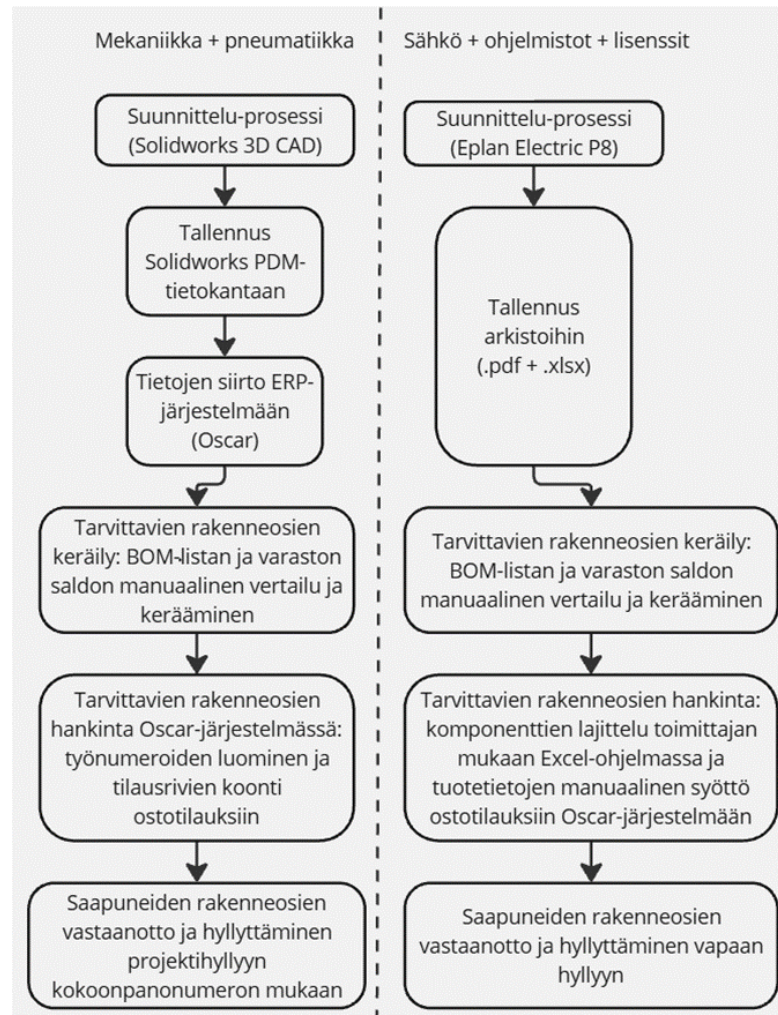 Mekaniikka + pneumatiikka
Suunnittelu-prosessi
(Solidworks 3D CAD)
Tallennus
Solidworks PDM-
tietokantaan
Tietojen siirto ERP-
järjestelmään
(Oscar)
Tarvittavien rakenneosien
keräily: BOM-listan ja varaston
saldon manuaalinen vertailu ja
kerääminen
Tarvittavien rakenneosien
hankinta Oscar-järjestelmässä:
työnumeroiden luominen ja
tilausrivien koonti
ostotilauksiin
Saapuneiden rakenneosien
vastaanotto ja hyllyttäminen
projektihyllyyn
kokoonpanonumeron mukaan
Sähkö + ohjelmistot + lisenssit
Suunnittelu-prosessi
(Eplan Electric P8)
Tallennus
arkistoihin
(.pdf + .xlsx)
Tarvittavien rakenneosien keräily:
BOM-listan ja varaston saldon
manuaalinen vertailu ja kerääminen
Tarvittavien rakenneosien hankinta:
komponenttien lajittelu toimittajan
mukaan Excel-ohjelmassa ja
tuotetietojen manuaalinen syöttö
ostotilauksiin Oscar-järjestelmään
Saapuneiden rakenneosien
vastaanotto ja hyllyttäminen vapaan
hyllyyn